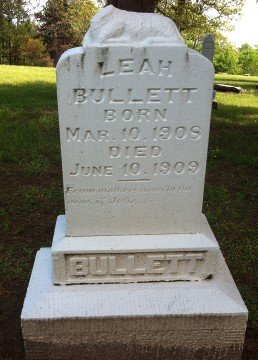 LEAH
BULLETT
BORN
MAR. 10. 1908
DIED
JUNE 10. 1909
From mothers arms to the
arms of Jesus.
BULLETT